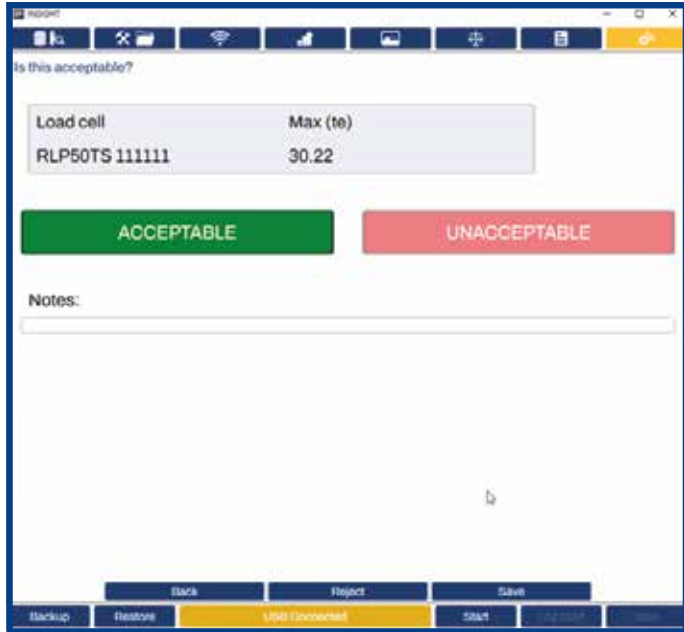 INSIGHT
Is this acceptable?
Load cell Max (te)
RLP50TS 111111 30.22
ACCEPTABLE UNACCEPTABLE
Notes:
Back Reject Save
Backup Restore USB Connected Start